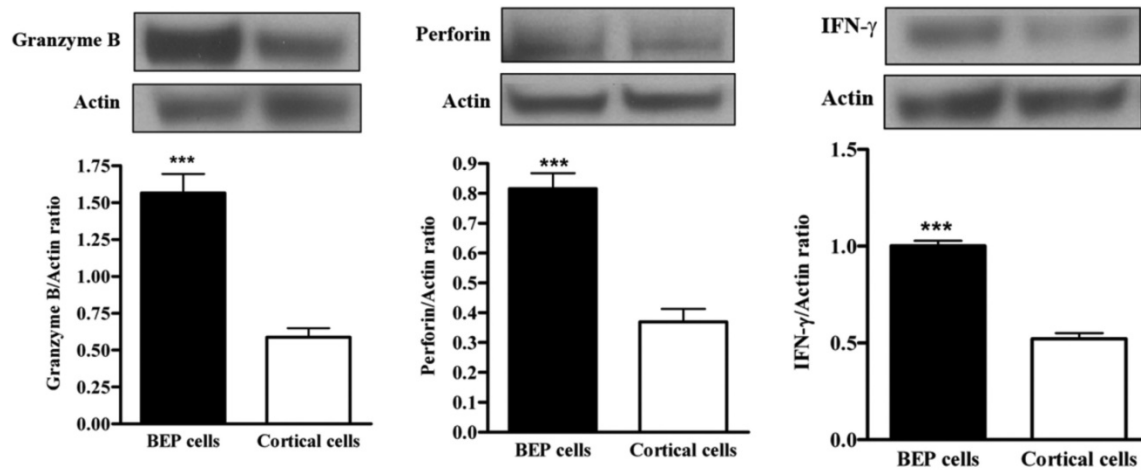 Granzyme B
Actin
***
Granzyme B/Actin ratio
1.75
1.50
1.25
1.00
0.75
0.50
0.25
0.00
BEP cells Cortical cells
Perforin
Actin
***
Perforin/Actin ratio
0.9
0.8
0.7
0.6
0.5
0.4
0.3
0.2
0.1
0.0
BEP cells Cortical cells
IFN-γ
Actin
***
IFN-γ/Actin ratio
1.5
1.0
0.5
0.0
BEP cells Cortical cells